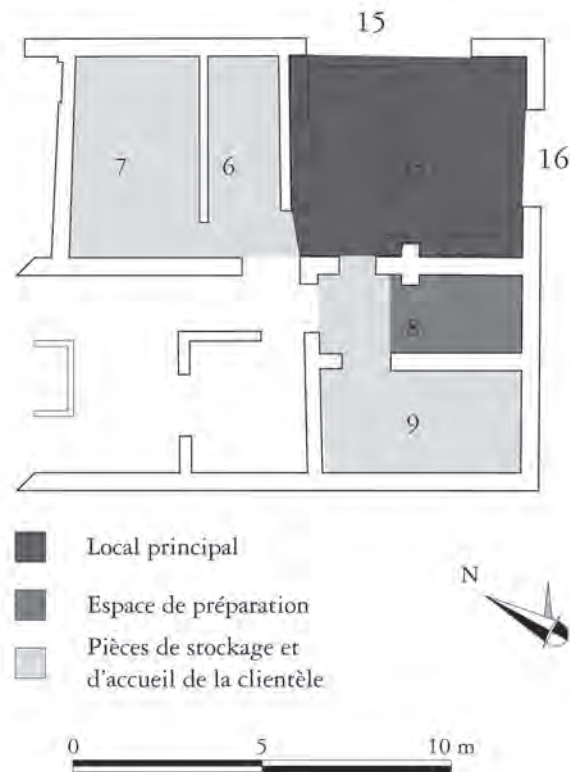 15
7
6
15
16
8
9
Local principal
Espace de préparation
Pièces de stockage et
d'accueil de la clientèle
N
0 5 10 m